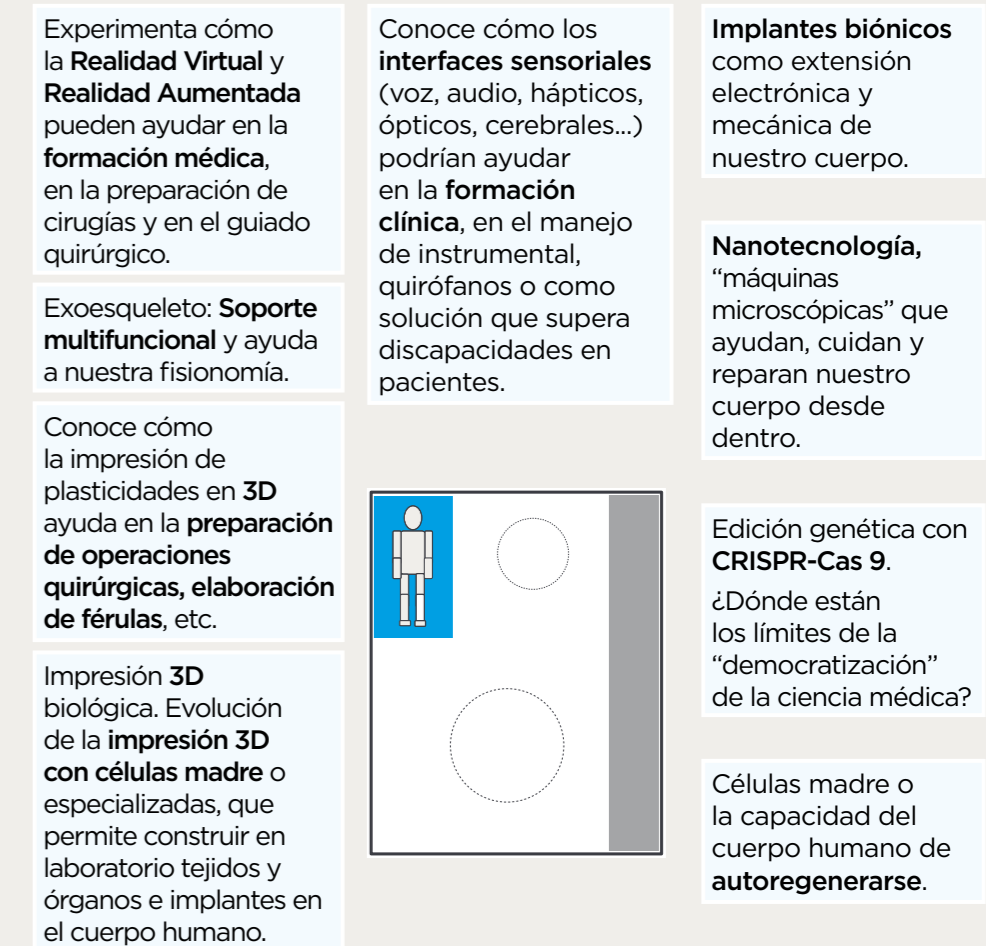 Experimenta cómo
la Realidad Virtual y
Realidad Aumentada
pueden ayudar en la
formación médica,
en la preparación de
cirugías y en el guiado
quirúrgico.
Exoesqueleto: Soporte
multifuncional y ayuda
a nuestra fisionomía.
Conoce cómo
la impresión de
plasticidades en 3D
ayuda en la preparación
de operaciones
quirúrgicas, elaboración
de férulas, etc.
Impresión 3D
biológica. Evolución
de la impresión 3D
con células madre o
especializadas, que
permite construir en
laboratorio tejidos y
órganos e implantes en
el cuerpo humano.
Conoce cómo los
interfaces sensoriales
(voz, audio, hápticos,
ópticos, cerebrales...)
podrían ayudar
en la formación
clínica, en el manejo
de instrumental,
quirófanos o como
solución que supera
discapacidades en
pacientes.
Implantes biónicos
como extensión
electrónica y
mecánica de
nuestro cuerpo.
Nanotecnología,
“máquinas
microscópicas” que
ayudan, cuidan y
reparan nuestro
cuerpo desde
dentro.
Edición genética con
CRISPR-Cas 9.
¿Dónde están
los límites de la
“democratización”
de la ciencia médica?
Células madre o
la capacidad del
cuerpo humano de
autoregenerarse.